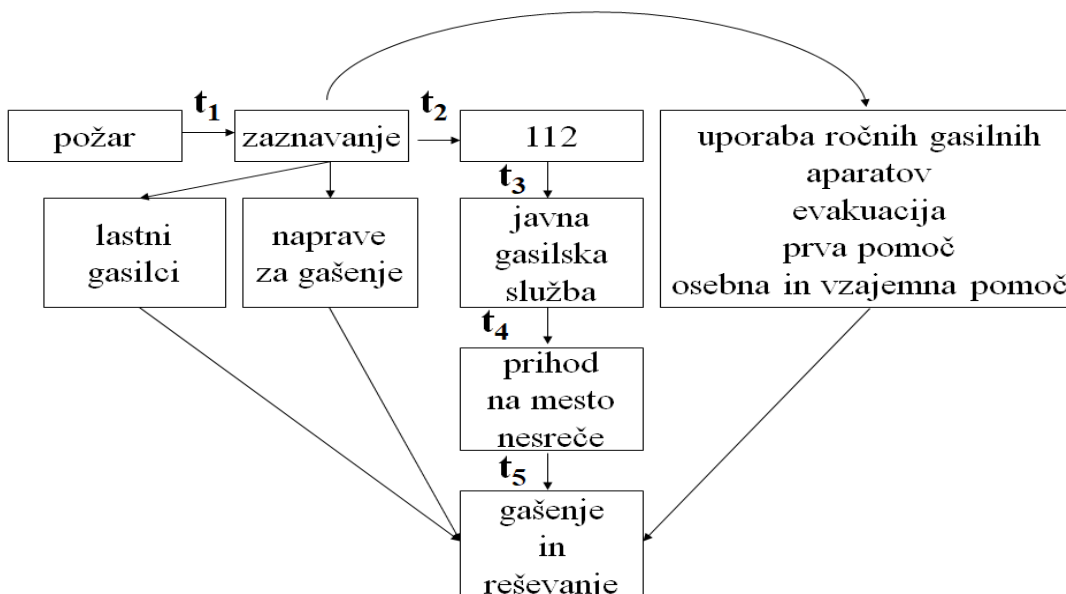 t1
t2
požar
zaznavanje
112
uporaba ročnih gasilnih
aparatov
evakuacija
prva pomoč
osebna in vzajemna pomoč
t3
lastni
gasilci
naprave
za gašenje
javna
gasilska
služba
t4
prihod
na mesto
nesreče
t5
gašenje
in
reševanje